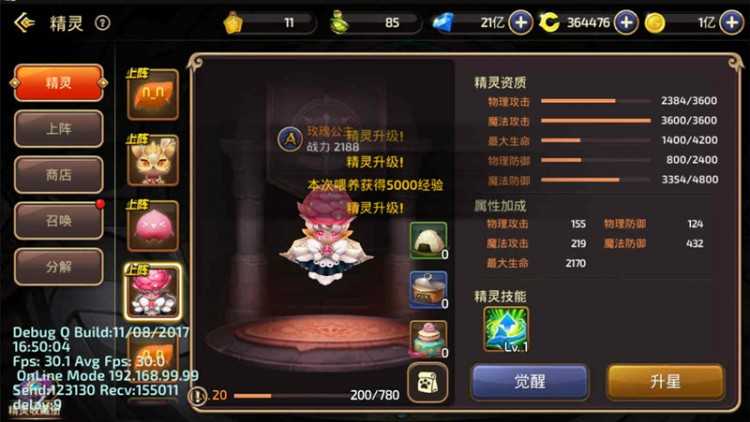 精灵 ? 11 85 21亿 364476 1亿
精灵
上阵
商店
召唤
分解
上阵
上阵
上阵
上阵
A
战力 2188
精灵升级!
精灵升级!
本次喂养获得5000经验
精灵升级!
0
0
0
20 200/780
精灵资质
物理攻击 2384/3600
魔法攻击 3600/3600
最大生命 1400/4200
物理防御 800/2400
魔法防御 3354/4800
属性加成
物理攻击 155 物理防御 124
魔法攻击 219 魔法防御 432
最大生命 2170
精灵技能
Lv.1
觉醒
升星
Debug Q Build:11/08/2017
16:50:04
Fps: 30.1 Avg Fps: 30.0
OnLine Mode 192.168.99.99
Send:123130 Recv:155011
delay:9